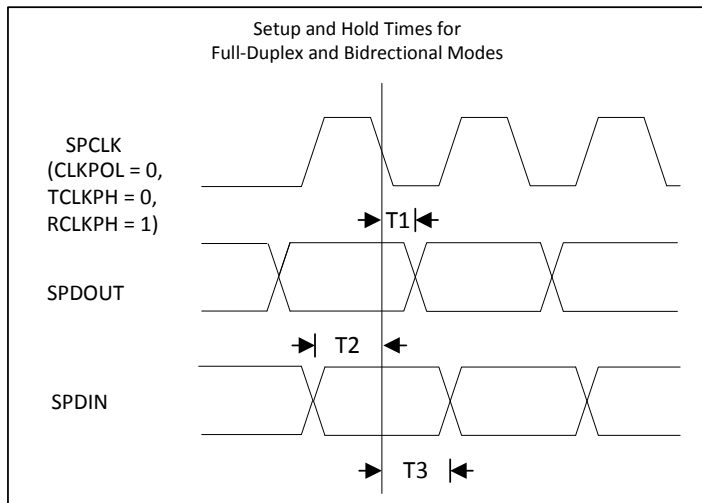 Setup and Hold Times for
Full-Duplex and Bidrectional Modes
SPCLK
(CLKPOL = 0,
TCLKPH = 0,
RCLKPH = 1)
T1
SPDOUT
T2
SPDIN
T3